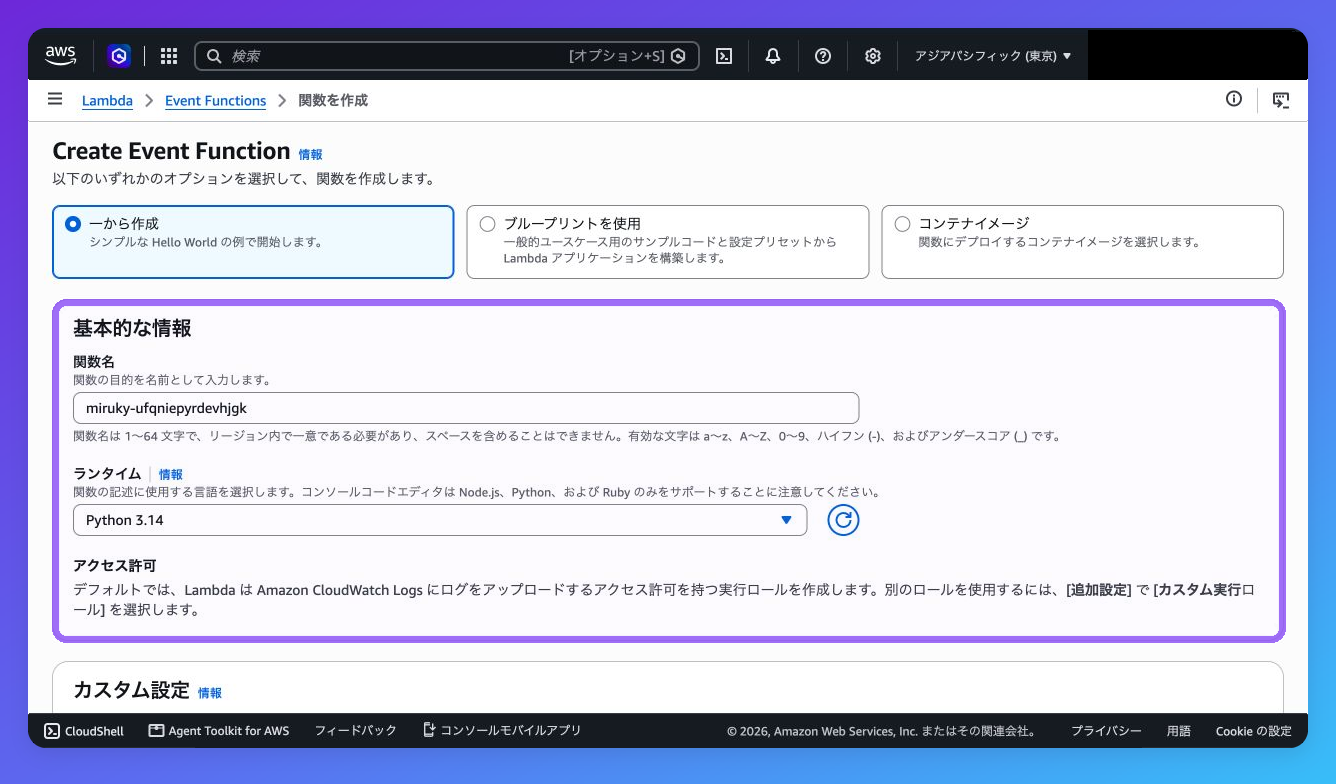 aws
検索
[オプション+S]
アジアパシフィック (東京)
Lambda
Event Functions
関数を作成
Create Event Function 情報
以下のいずれかのオプションを選択して、関数を作成します。
一から作成
シンプルな Hello World の例で開始します。
ブループリントを使用
一般的ユースケース用のサンプルコードと設定プリセットから
Lambda アプリケーションを構築します。
コンテナイメージ
関数にデプロイするコンテナイメージを選択します。
基本的な情報
関数名
関数の目的を名前として入力します。
miruky-ufqniepyrdevhjgk
関数名は 1～64 文字で、リージョン内で一意である必要があり、スペースを含めることはできません。有効な文字は a～z、A～Z、0～9、ハイフン (-)、およびアンダースコア (_) です。
ランタイム 情報
関数の記述に使用する言語を選択します。コンソールコードエディタは Node.js、Python、および Ruby のみをサポートすることに注意してください。
Python 3.14
アクセス許可
デフォルトでは、Lambda は Amazon CloudWatch Logs にログをアップロードするアクセス許可を持つ実行ロールを作成します。別のロールを使用するには、[追加設定] で [カスタム実行ロ
ール] を選択します。
カスタム設定 情報
CloudShell
Agent Toolkit for AWS
フィードバック
コンソールモバイルアプリ
© 2026, Amazon Web Services, Inc. またはその関連会社。
プライバシー
用語
Cookie の設定